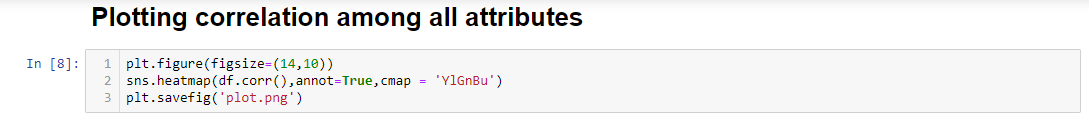 Plotting correlation among all attributes
In [8]: 1 plt.figure(figsize=(14,10))
2 sns.heatmap(df.corr(),annot=True,cmap = 'YlGnBu')
3 plt.savefig('plot.png')